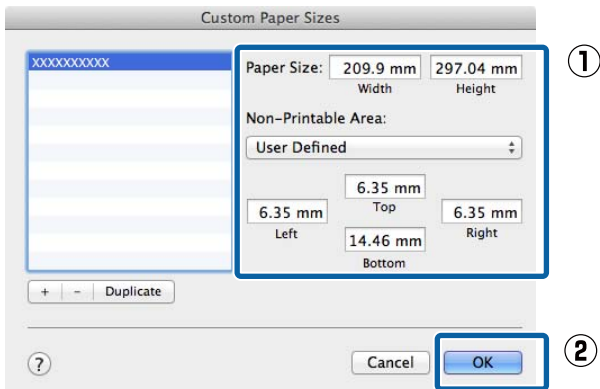 Custom Paper Sizes
XXXXXXXXXX
Paper Size: 209.9 mm 297.04 mm
Width Height
Non-Printable Area:
User Defined
6.35 mm
Top
6.35 mm 6.35 mm
Left Right
14.46 mm
Bottom
+ - Duplicate
? Cancel OK
①
②